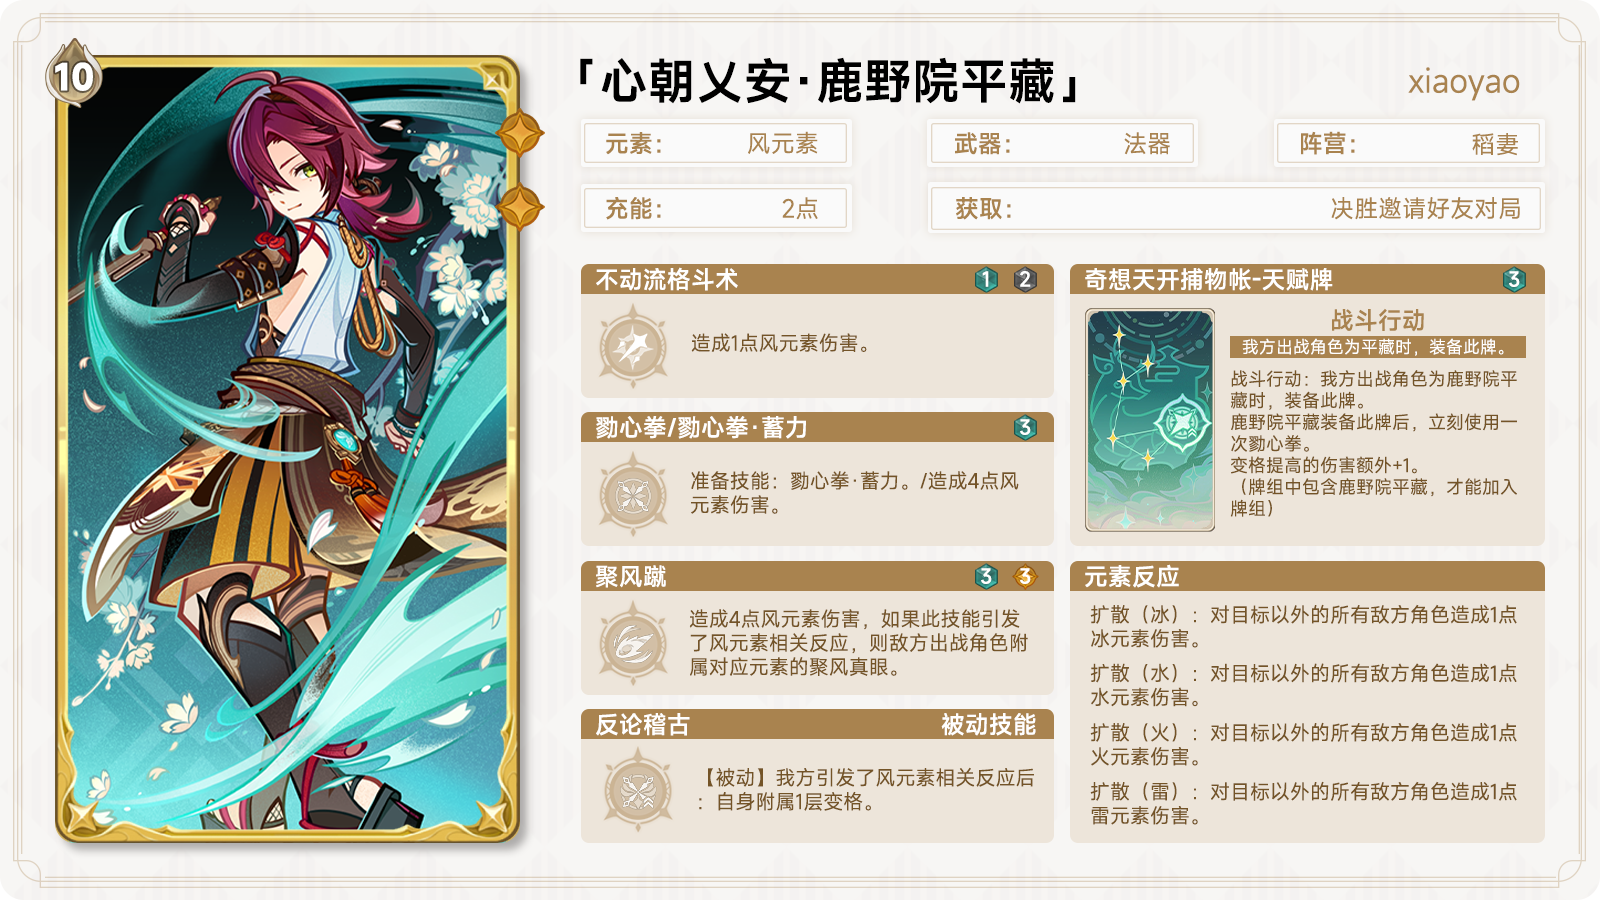 10
「心朝乂安·鹿野院平藏」
xiaoyao
元素：
风元素
武器：
法器
阵营：
稻妻
充能：
2点
获取：
决胜邀请好友对局
不动流格斗术
1 2
造成1点风元素伤害。
勠心拳/勠心拳·蓄力
3
准备技能：勠心拳·蓄力。/造成4点风
元素伤害。
聚风蹴
3 3
造成4点风元素伤害，如果此技能引发
了风元素相关反应，则敌方出战角色附
属对应元素的聚风真眼。
反论稽古
被动技能
【被动】我方引发了风元素相关反应后
：自身附属1层变格。
奇想天开捕物帐-天赋牌
3
战斗行动
我方出战角色为平藏时，装备此牌。
战斗行动：我方出战角色为鹿野院平
藏时，装备此牌。
鹿野院平藏装备此牌后，立刻使用一
次勠心拳。
变格提高的伤害额外+1。
（牌组中包含鹿野院平藏，才能加入
牌组）
元素反应
扩散（冰）：对目标以外的所有敌方角色造成1点
冰元素伤害。
扩散（水）：对目标以外的所有敌方角色造成1点
水元素伤害。
扩散（火）：对目标以外的所有敌方角色造成1点
火元素伤害。
扩散（雷）：对目标以外的所有敌方角色造成1点
雷元素伤害。